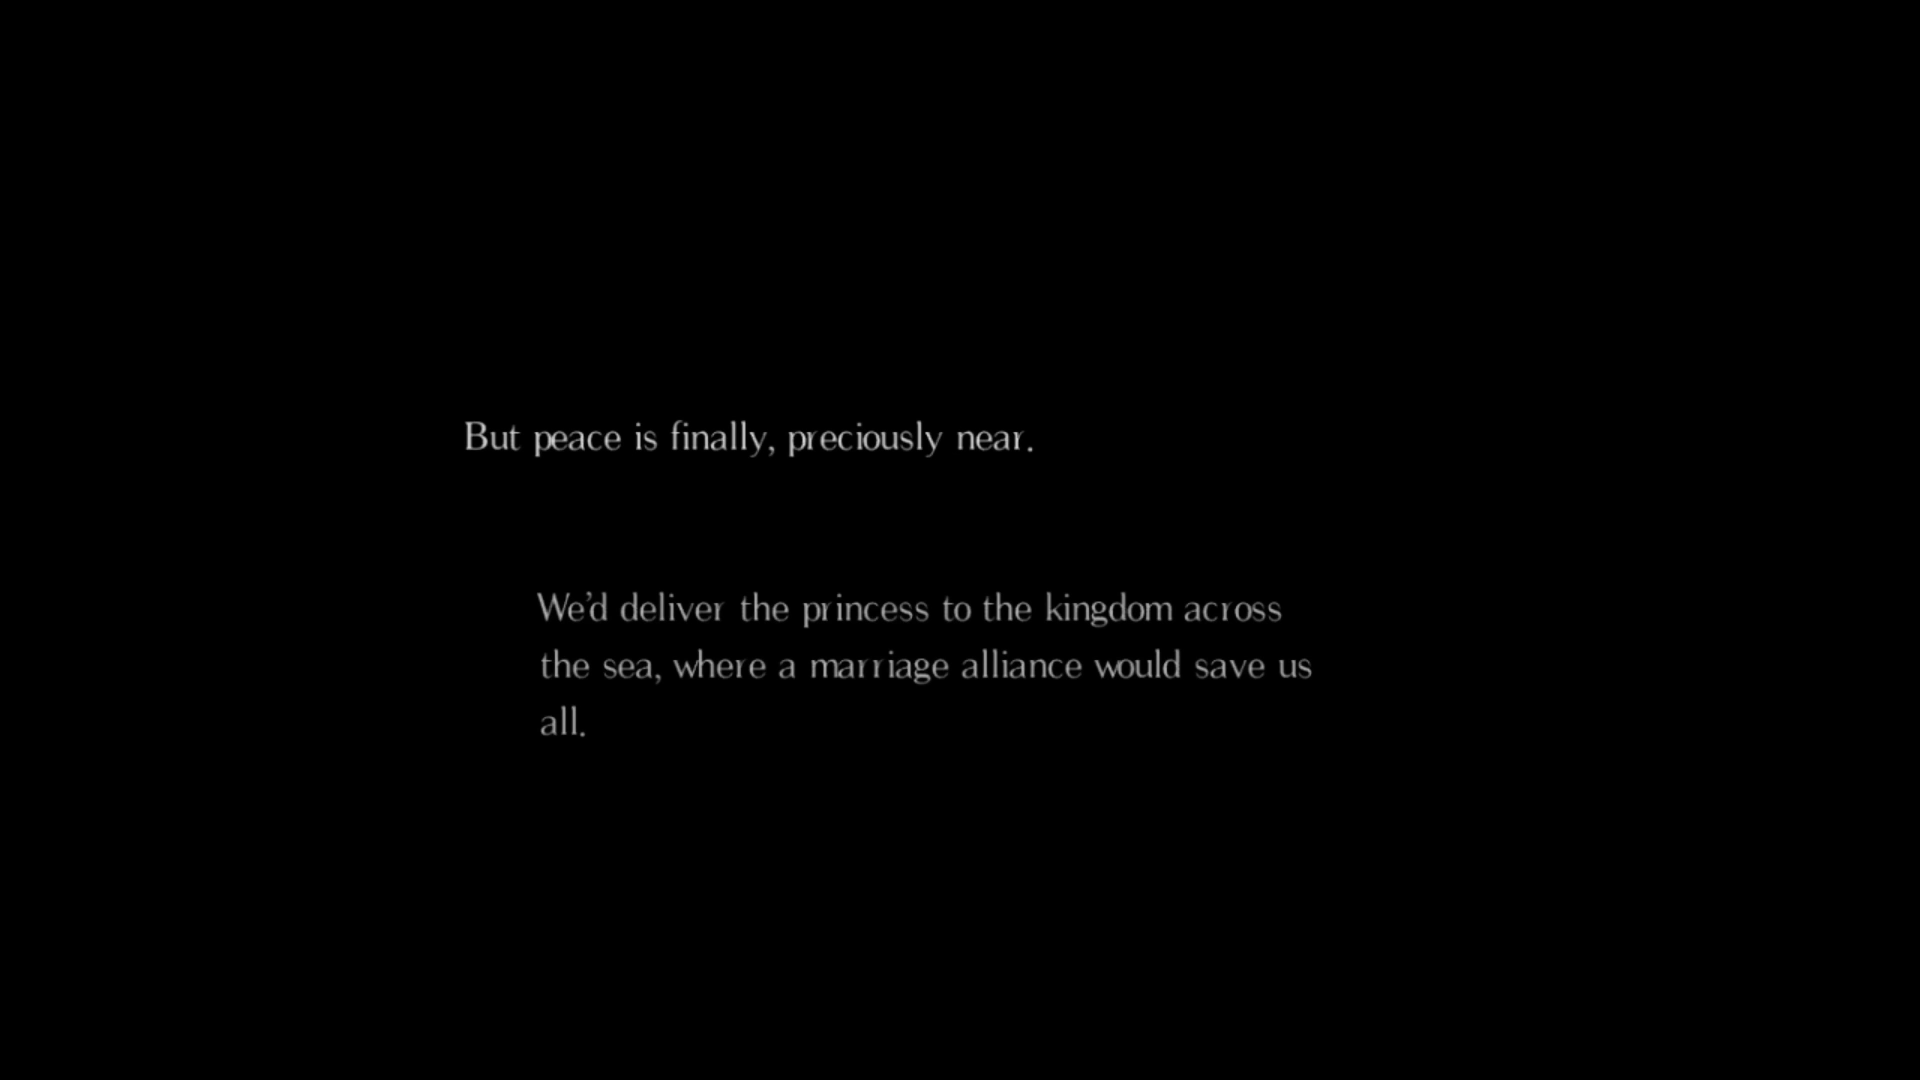 But peace is finally, preciously near.
We'd deliver the princess to the kingdom across
the sea, where a marriage alliance would save us
all.